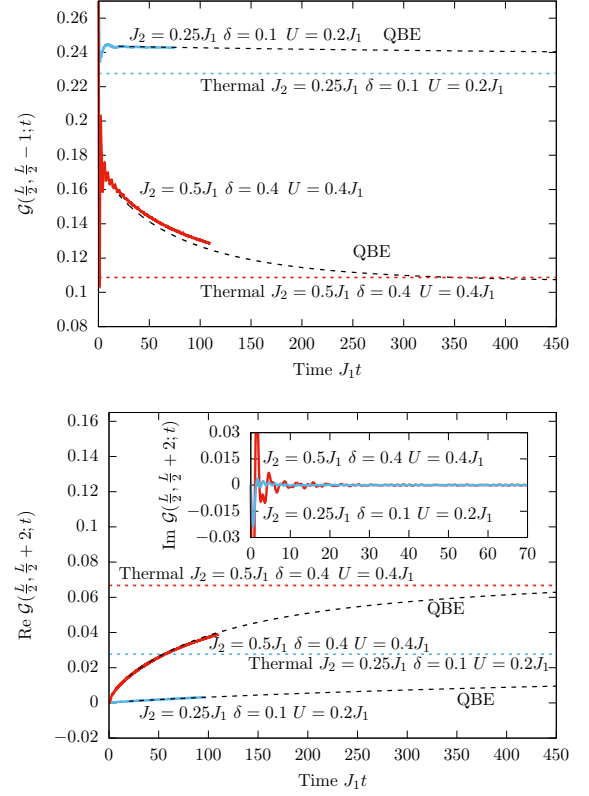 0.26
J₂ = 0.25J₁ δ = 0.1 U = 0.2J₁ QBE
0.24
0.22
Thermal J₂ = 0.25J₁ δ = 0.1 U = 0.2J₁
0.2
0.18
J₂ = 0.5J₁ δ = 0.4 U = 0.4J₁
0.16
0.14
QBE
0.12
0.1
Thermal J₂ = 0.5J₁ δ = 0.4 U = 0.4J₁
0.08
𝒢(L/2, L/2 − 1; t)
0 50 100 150 200 250 300 350 400 450
Time J₁t
0.16
0.14
0.12
0.1
0.08
0.06
0.04
0.02
0
−0.02
Re 𝒢(L/2, L/2 + 2; t)
Im 𝒢(L/2, L/2 + 2; t)
0.03
0.015
0
−0.015
−0.03
J₂ = 0.5J₁ δ = 0.4 U = 0.4J₁
J₂ = 0.25J₁ δ = 0.1 U = 0.2J₁
0 10 20 30 40 50 60 70
Thermal J₂ = 0.5J₁ δ = 0.4 U = 0.4J₁
QBE
J₂ = 0.5J₁ δ = 0.4 U = 0.4J₁
Thermal J₂ = 0.25J₁ δ = 0.1 U = 0.2J₁
QBE
J₂ = 0.25J₁ δ = 0.1 U = 0.2J₁
0 50 100 150 200 250 300 350 400 450
Time J₁t